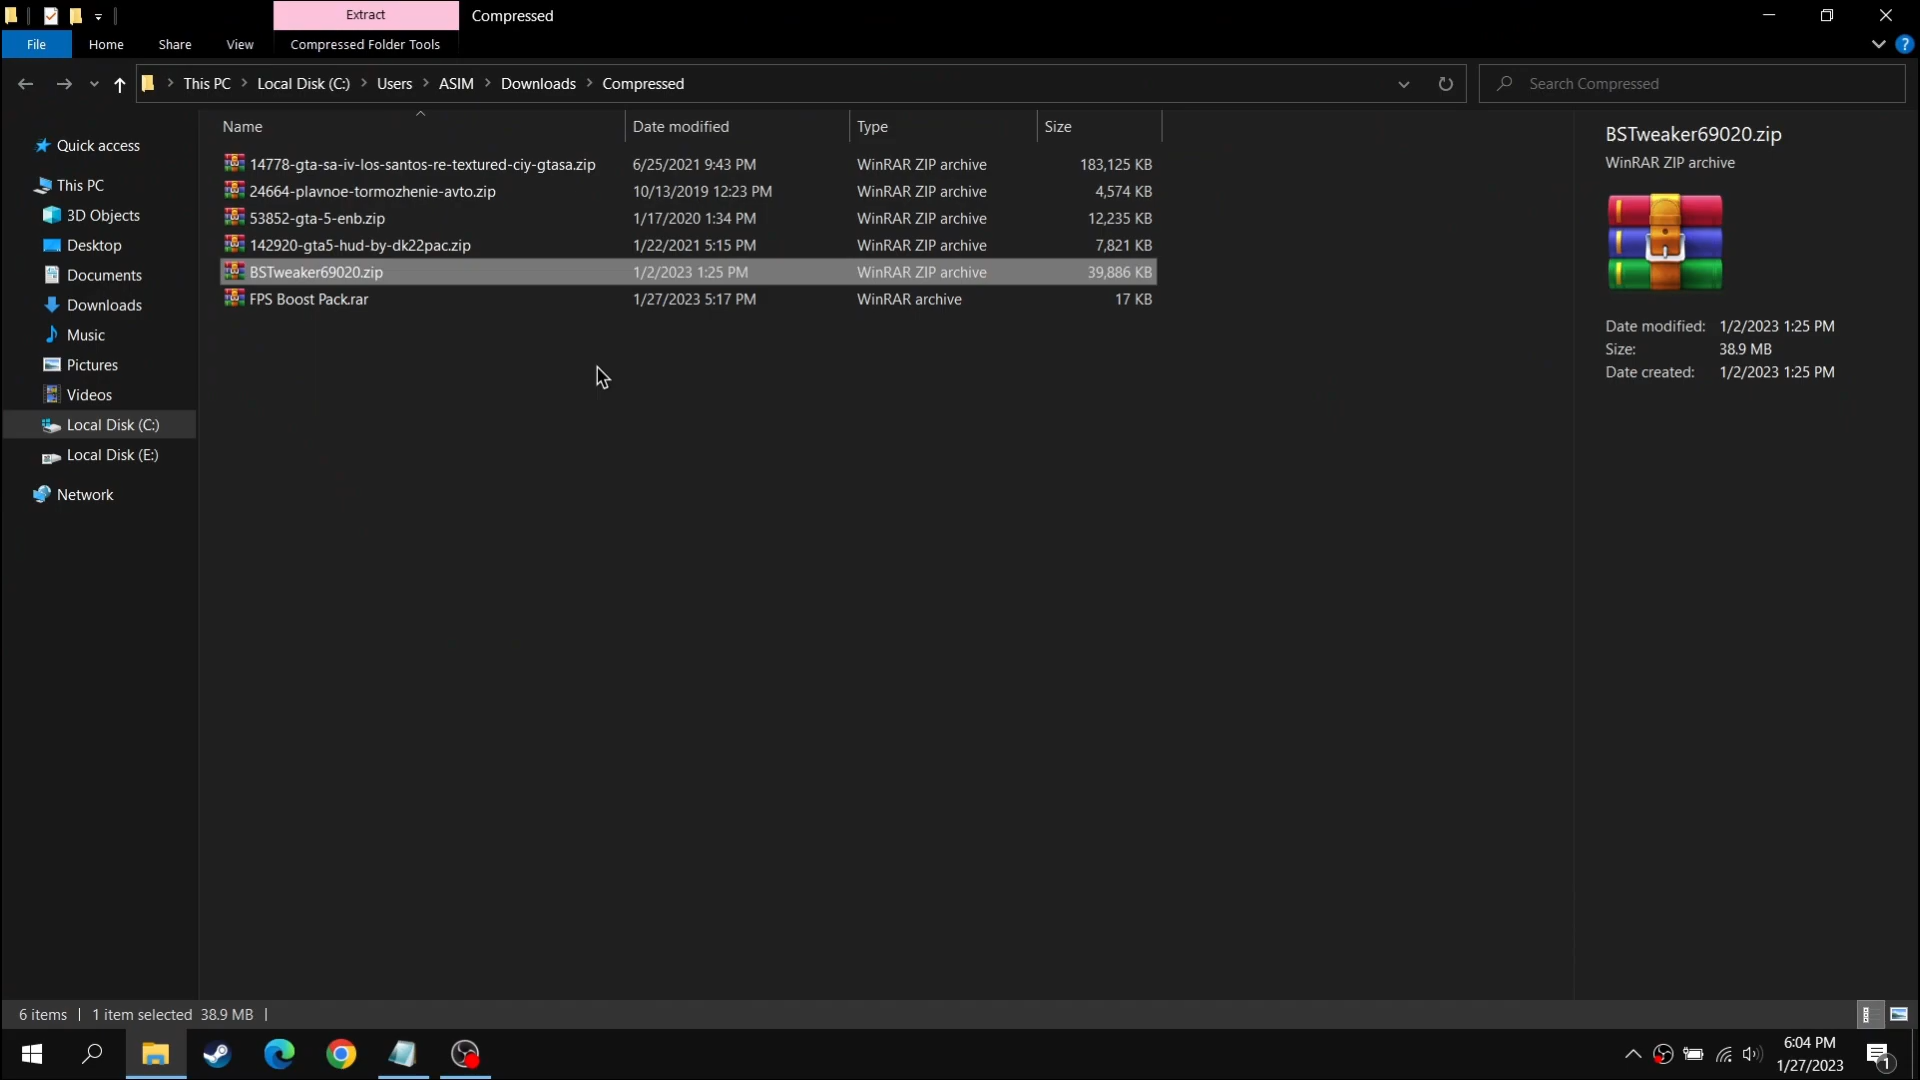 Extract
Compressed
File
Home
Share
View
Compressed Folder Tools
This PC
Local Disk (C:)
Users
ASIM
Downloads
Compressed
Search Compressed
Name
Date modified
Type
Size
14778-gta-sa-iv-los-santos-re-textured-ciy-gtasa.zip 6/25/2021 9:43 PM WinRAR ZIP archive 183,125 KB
24664-plavnoe-tormozhenie-avto.zip 10/13/2019 12:23 PM WinRAR ZIP archive 4,574 KB
53852-gta-5-enb.zip 1/17/2020 1:34 PM WinRAR ZIP archive 12,235 KB
142920-gta5-hud-by-dk22pac.zip 1/22/2021 5:15 PM WinRAR ZIP archive 7,821 KB
BSTweaker69020.zip 1/2/2023 1:25 PM WinRAR ZIP archive 39,886 KB
FPS Boost Pack.rar 1/27/2023 5:17 PM WinRAR archive 17 KB
Quick access
This PC
3D Objects
Desktop
Documents
Downloads
Music
Pictures
Videos
Local Disk (C:)
Local Disk (E:)
Network
BSTweaker69020.zip
WinRAR ZIP archive
Date modified: 1/2/2023 1:25 PM
Size: 38.9 MB
Date created: 1/2/2023 1:25 PM
6 items
1 item selected 38.9 MB
6:04 PM
1/27/2023
1